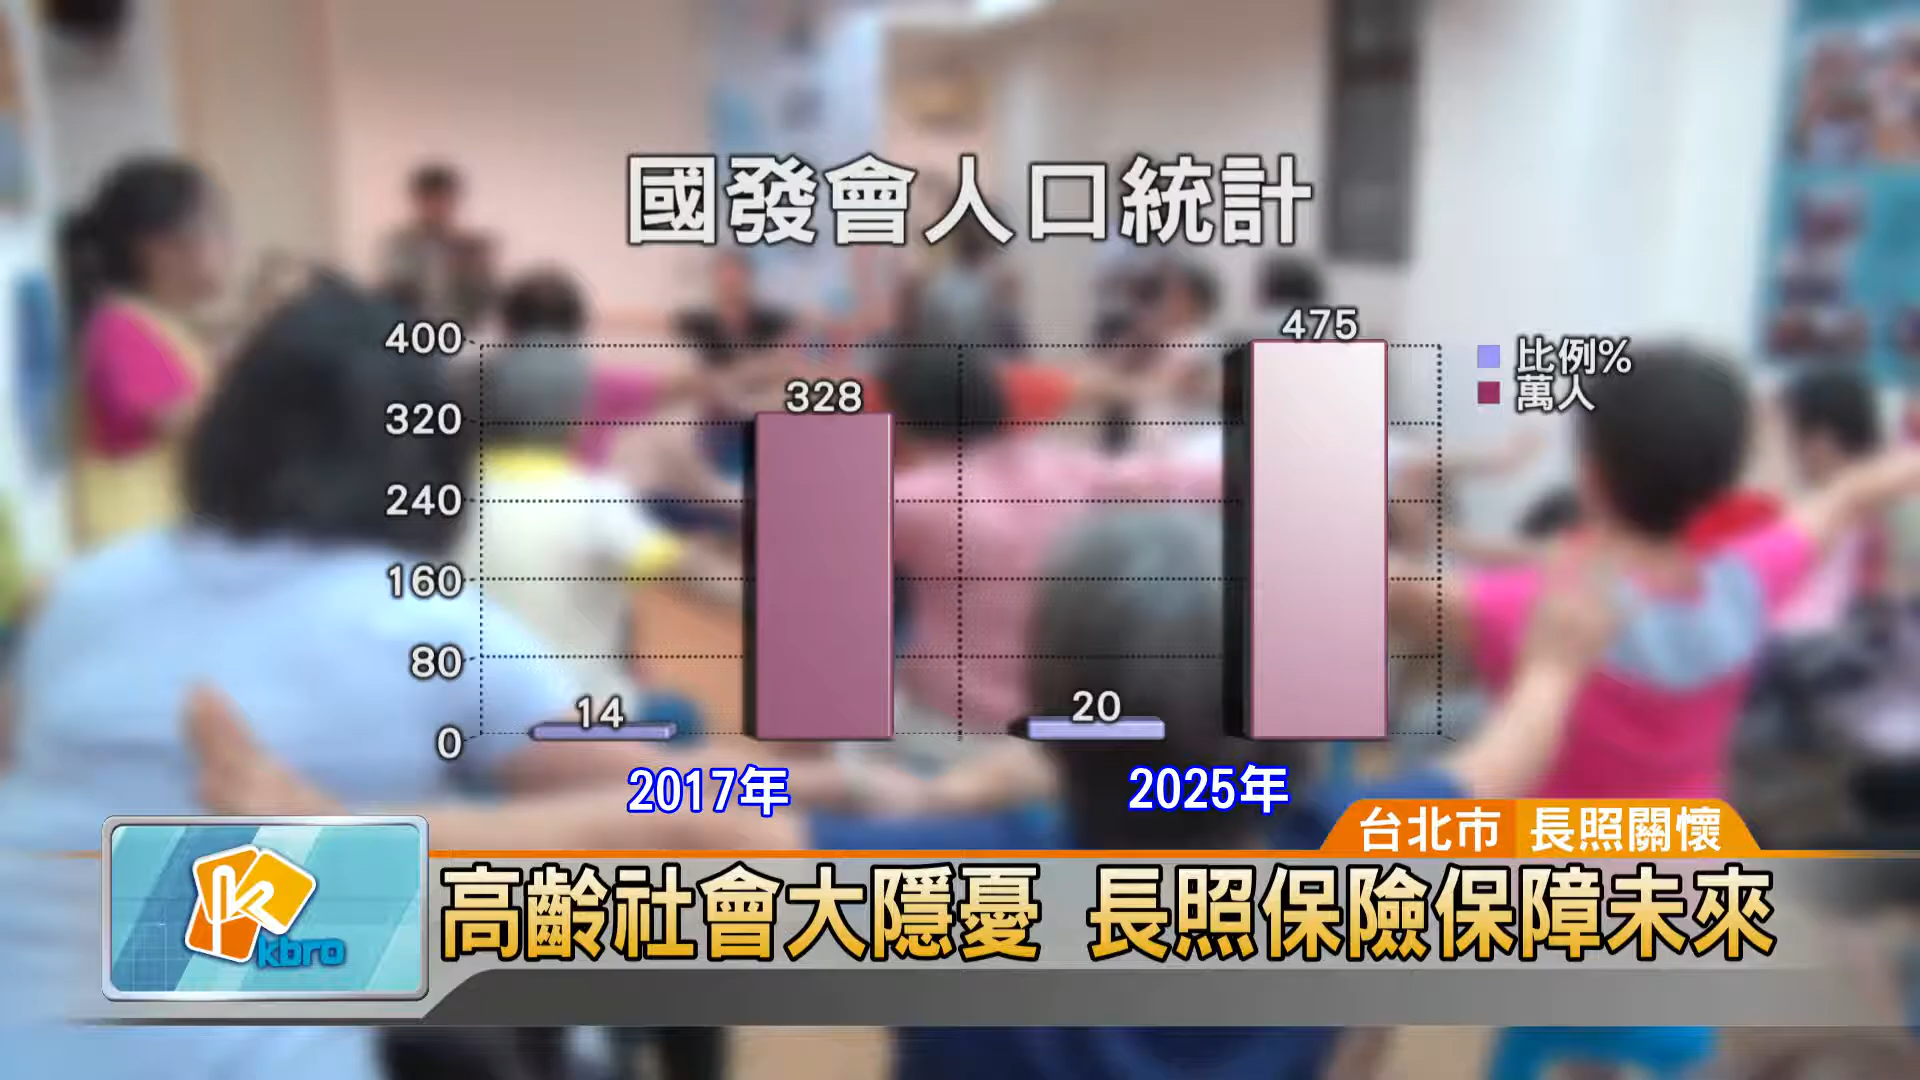 國發會人口統計
400
320
240
160
80
0
14
328
20
475
比例%
萬人
2017年
2025年
台北市 長照關懷
kbro
高齡社會大隱憂 長照保險保障未來